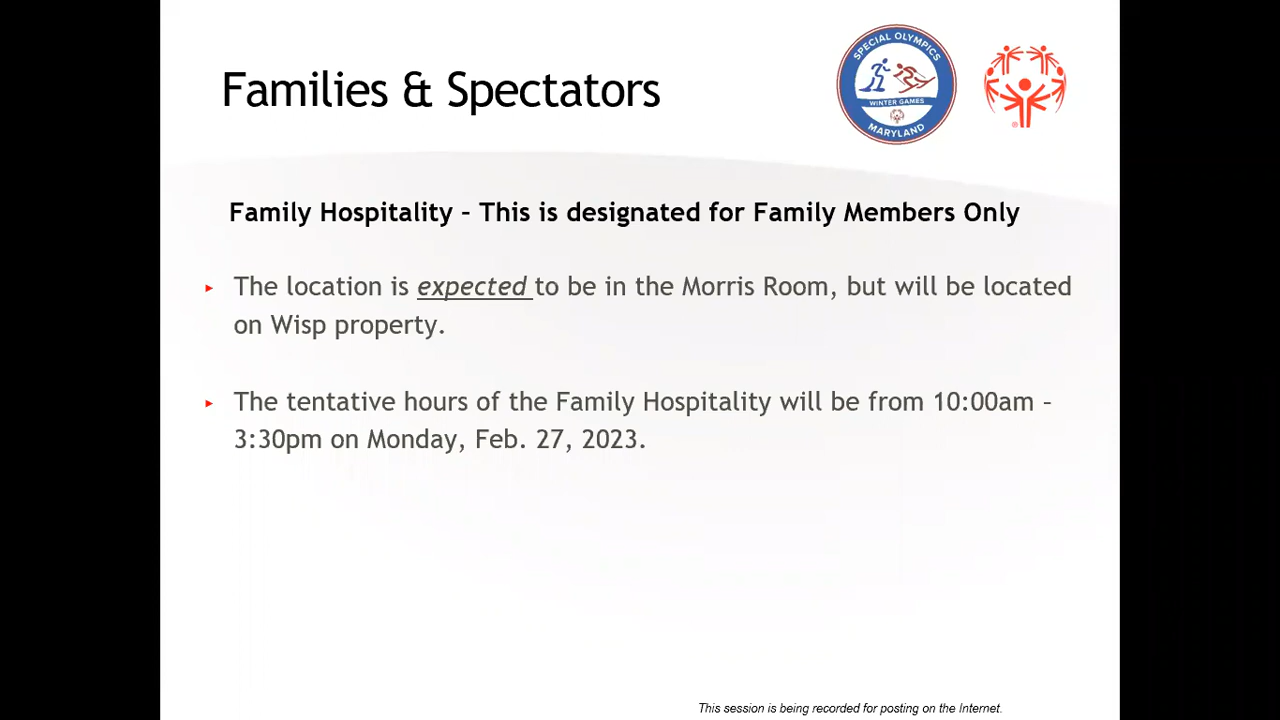 Families & Spectators
SPECIAL OLYMPICS
WINTER GAMES
MARYLAND
®
Family Hospitality – This is designated for Family Members Only
▸ The location is expected to be in the Morris Room, but will be located
on Wisp property.
▸ The tentative hours of the Family Hospitality will be from 10:00am –
3:30pm on Monday, Feb. 27, 2023.
This session is being recorded for posting on the Internet.